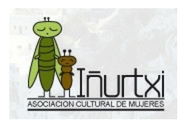 Iñurtxi
ASOCIACION CULTURAL DE MUJERES